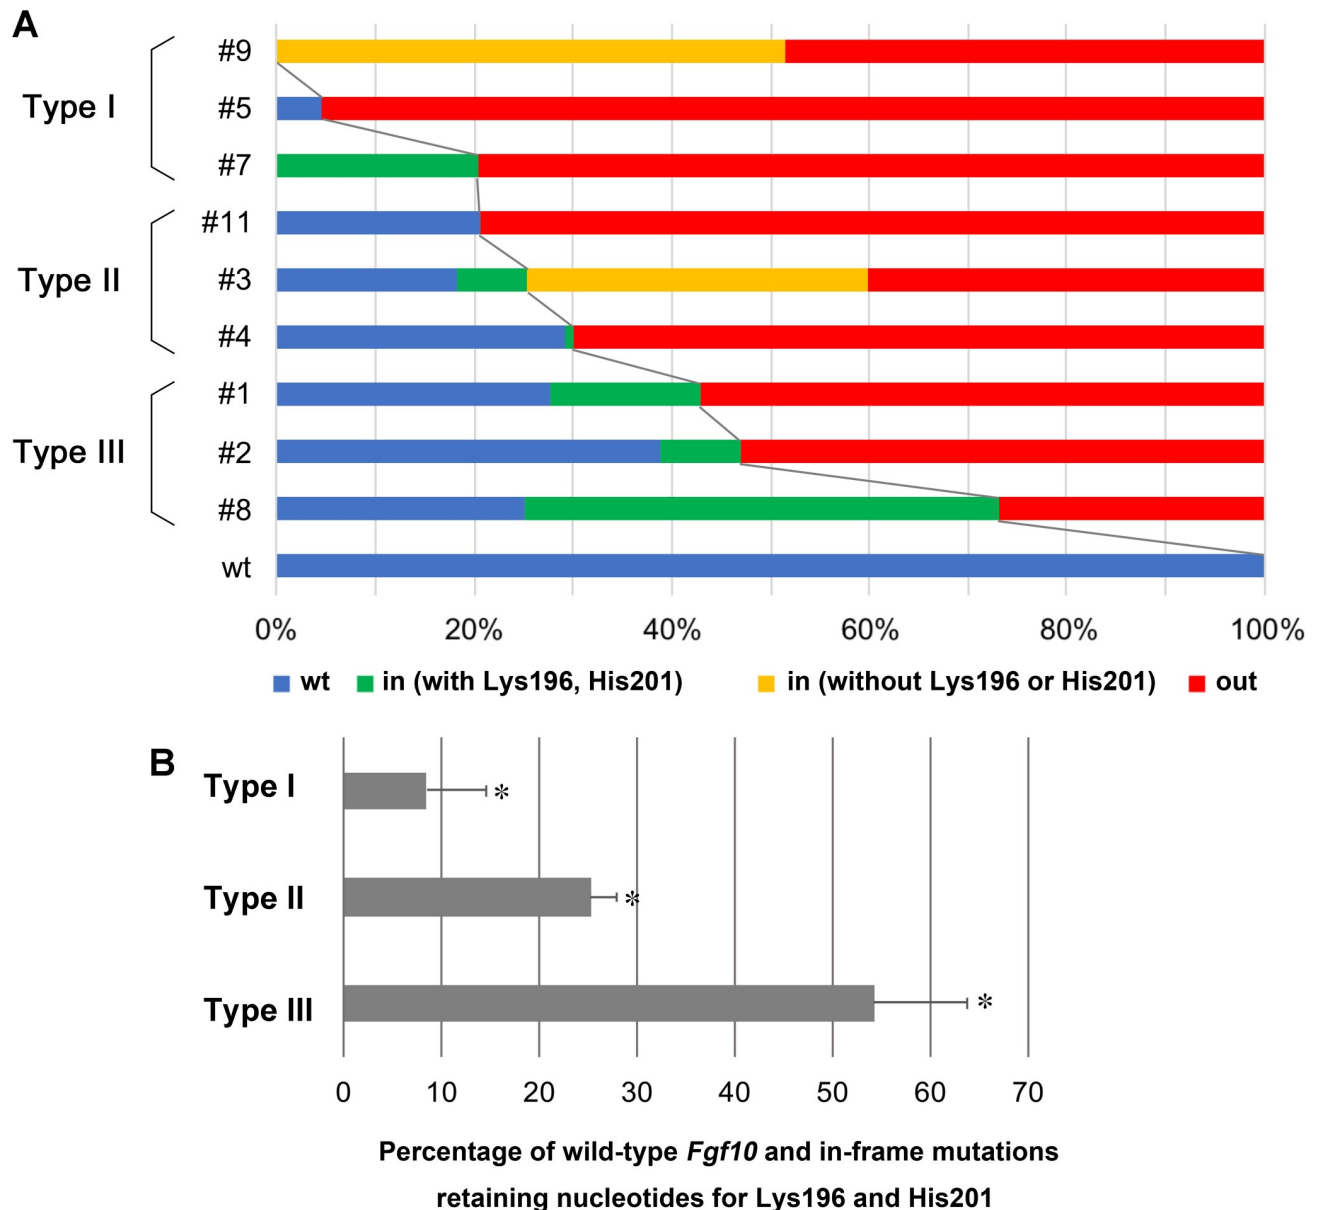 A
Type I
#9
#5
#7
Type II
#11
#3
#4
Type III
#1
#2
#8
wt
0% 20% 40% 60% 80% 100%
wt in (with Lys196, His201) in (without Lys196 or His201) out
B
Type I *
Type II *
Type III *
0 10 20 30 40 50 60 70
Percentage of wild-type Fgf10 and in-frame mutations
retaining nucleotides for Lys196 and His201